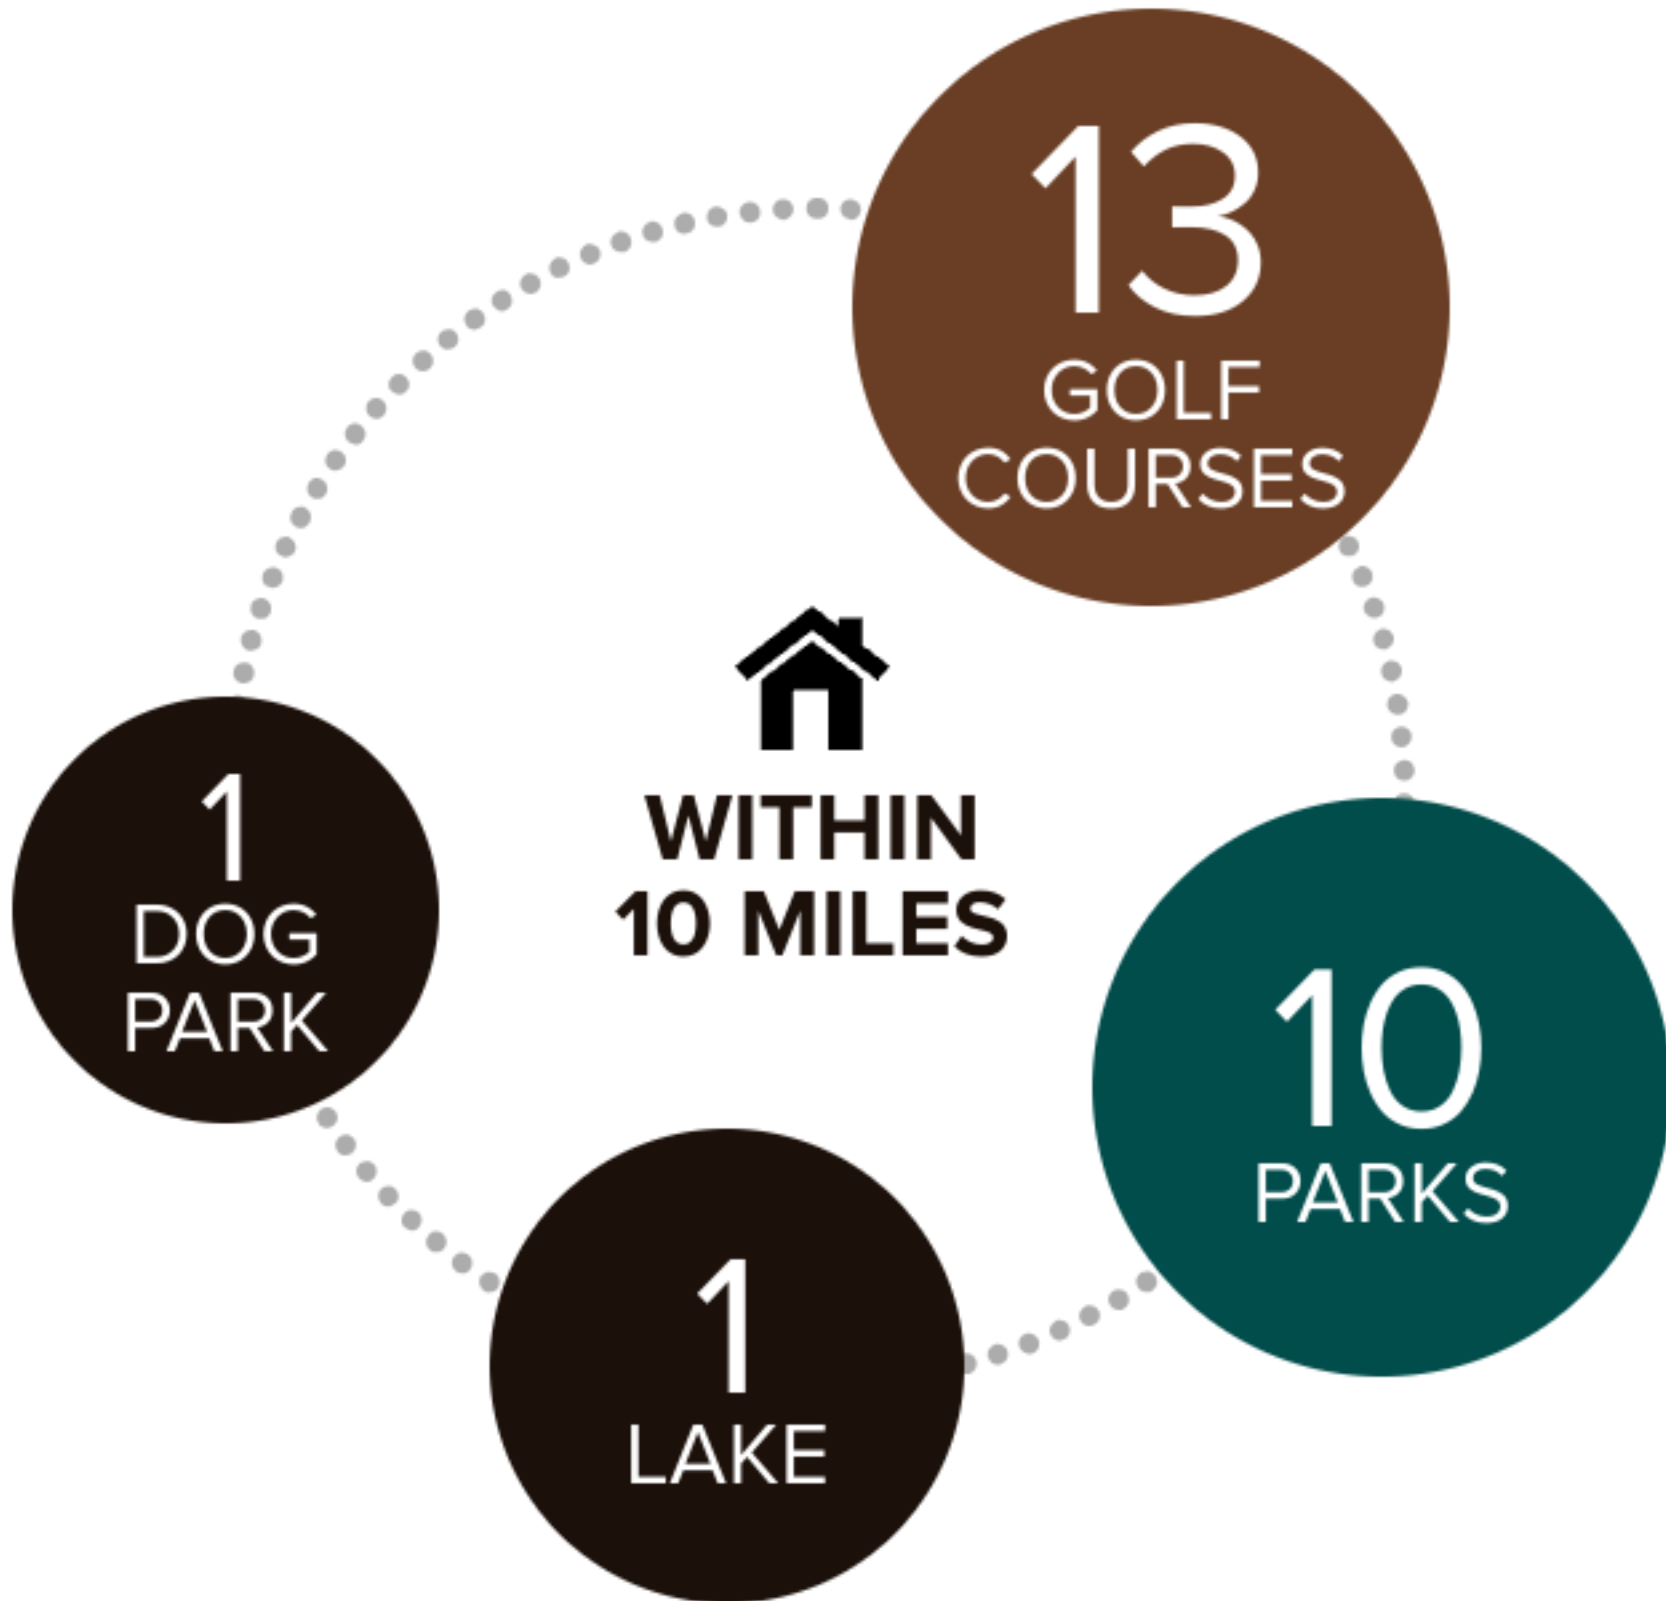 13
GOLF
COURSES
WITHIN
10 MILES
1
DOG
PARK
10
PARKS
1
LAKE